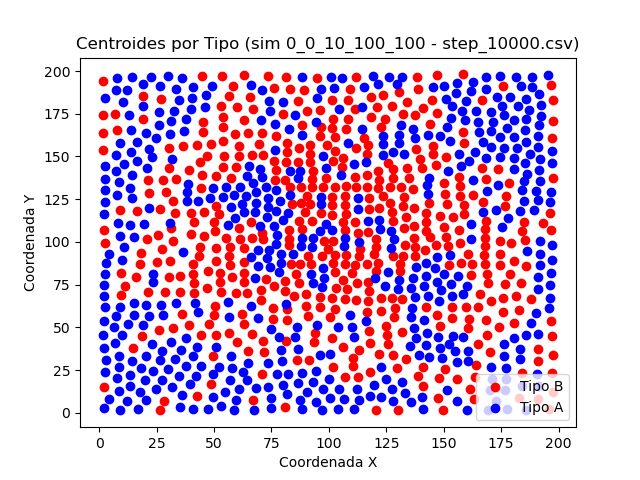 Centroides por Tipo (sim 0_0_10_100_100 - step_10000.csv)
Coordenada Y
200
175
150
125
100
75
50
25
0
0 25 50 75 100 125 150 175 200
Coordenada X
Tipo B
Tipo A